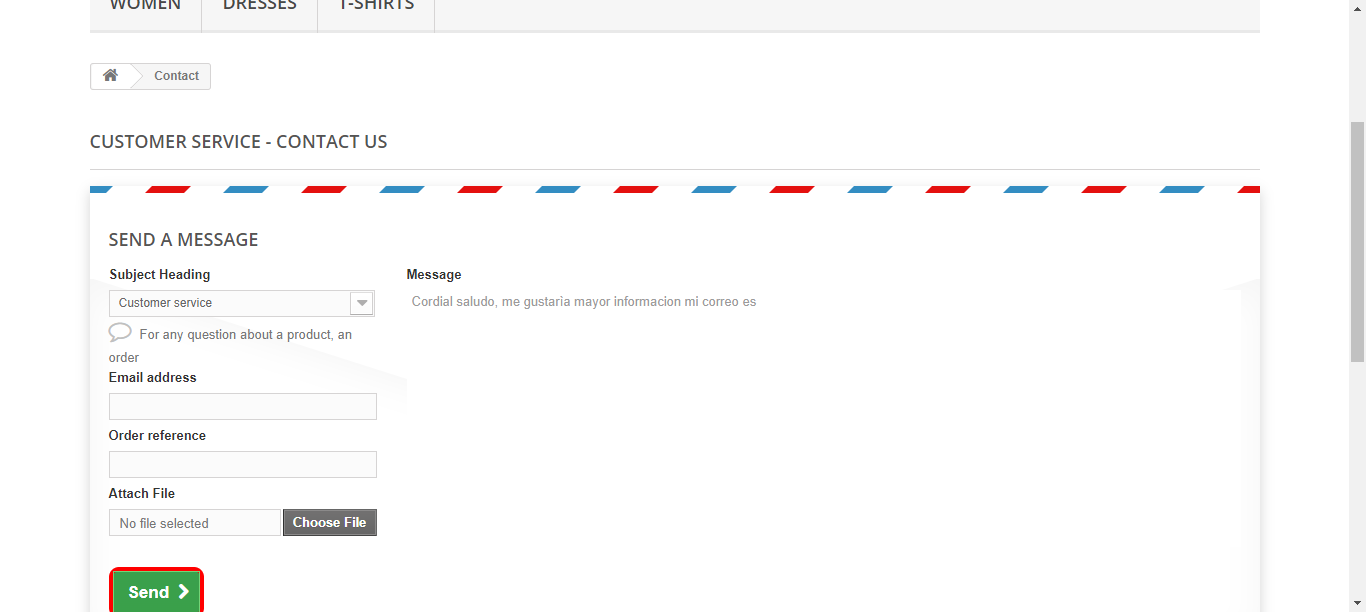 WOMEN DRESSES T-SHIRTS
Contact
CUSTOMER SERVICE - CONTACT US
SEND A MESSAGE
Subject Heading
Customer service
For any question about a product, an
order
Email address
Order reference
Attach File
No file selected Choose File
Send
Message
Cordial saludo, me gustaria mayor informacion mi correo es